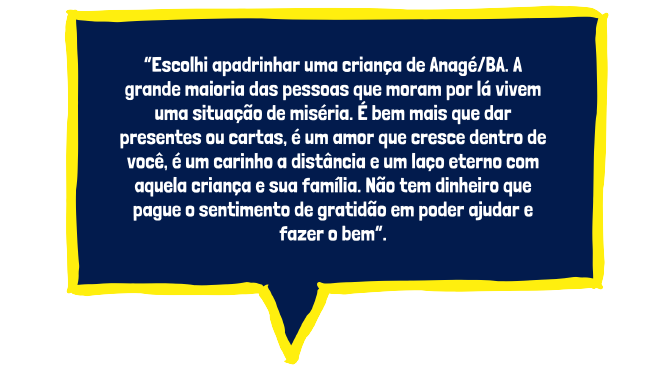 "Escolhi apadrinhar uma criança de Anagé/BA. A
grande maioria das pessoas que moram por lá vivem
uma situação de miséria. É bem mais que dar
presentes ou cartas, é um amor que cresce dentro de
você, é um carinho a distância e um laço eterno com
aquela criança e sua família. Não tem dinheiro que
pague o sentimento de gratidão em poder ajudar e
fazer o bem".